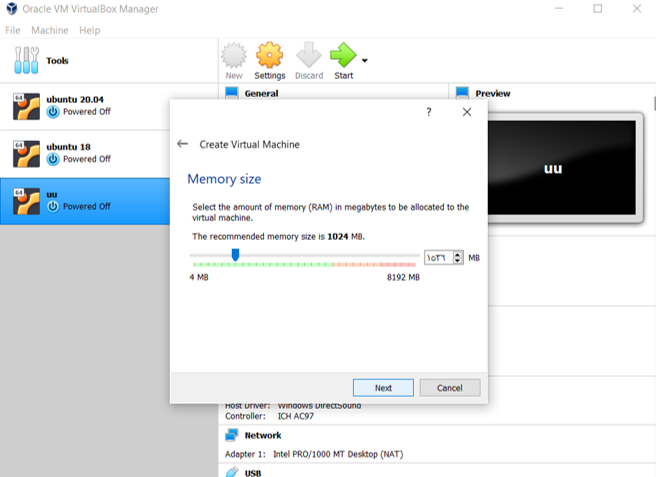 Oracle VM VirtualBox Manager
File Machine Help
Tools
New Settings Discard Start
64 ubuntu 20.04
Powered Off
64 ubuntu 18
Powered Off
64 uu
Powered Off
General
Preview
uu
?
Create Virtual Machine
Memory size
Select the amount of memory (RAM) in megabytes to be allocated to the
virtual machine.
The recommended memory size is 1024 MB.
١٥٣٦ MB
4 MB 8192 MB
Next Cancel
Host Driver: Windows DirectSound
Controller: ICH AC97
Network
Adapter 1: Intel PRO/1000 MT Desktop (NAT)
USB